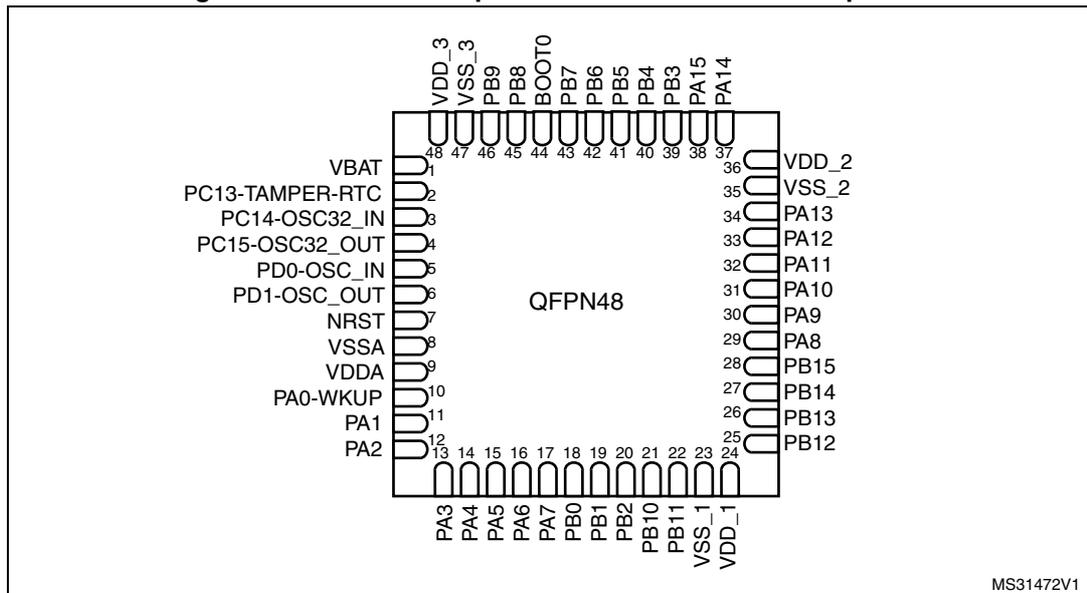 VDD_3
VSS_3
PB9
PB8
BOOT0
PB7
PB6
PB5
PB4
PB3
PA15
PA14
48 47 46 45 44 43 42 41 40 39 38 37
VBAT 1
PC13-TAMPER-RTC 2
PC14-OSC32_IN 3
PC15-OSC32_OUT 4
PD0-OSC_IN 5
PD1-OSC_OUT 6
NRST 7
VSSA 8
VDDA 9
PA0-WKUP 10
PA1 11
PA2 12
QFPN48
36 VDD_2
35 VSS_2
34 PA13
33 PA12
32 PA11
31 PA10
30 PA9
29 PA8
28 PB15
27 PB14
26 PB13
25 PB12
13 14 15 16 17 18 19 20 21 22 23 24
PA3
PA4
PA5
PA6
PA7
PB0
PB1
PB2
PB10
PB11
VSS_1
VDD_1
MS31472V1